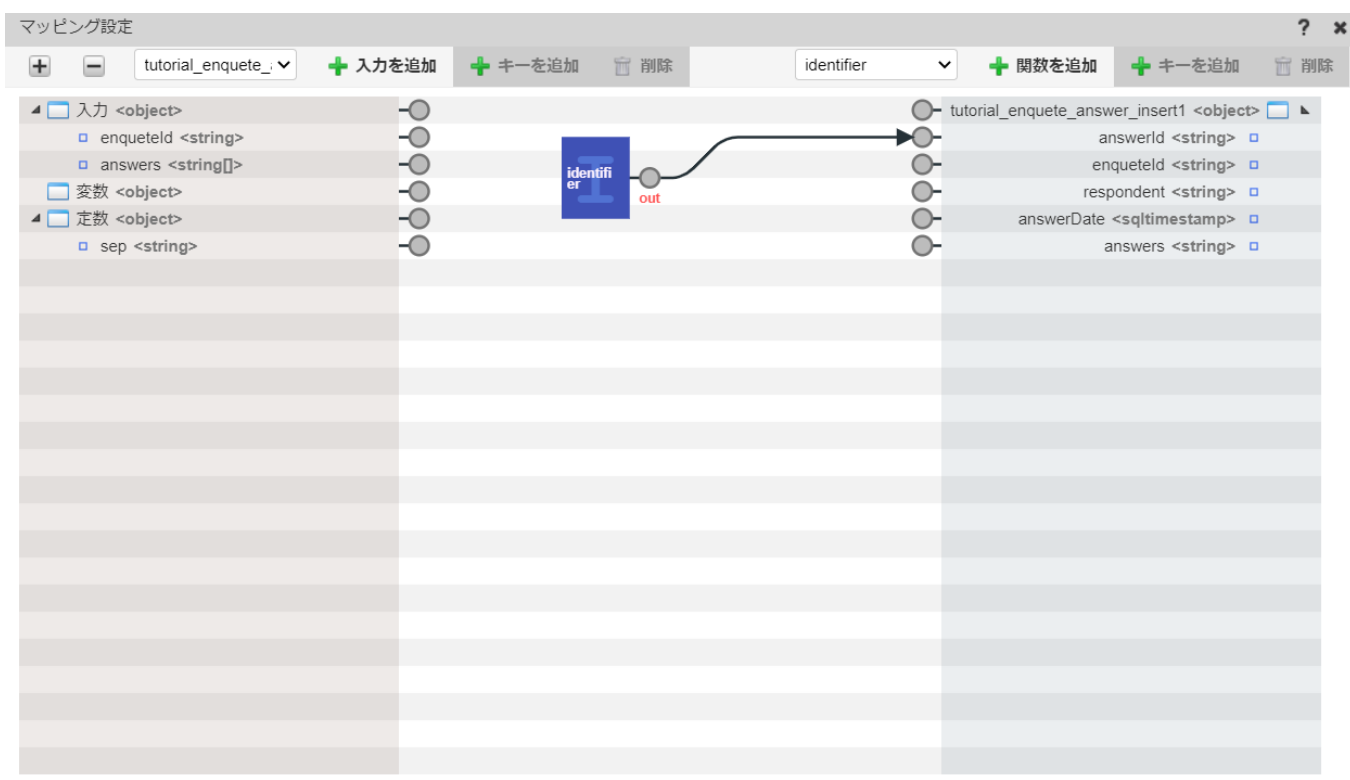 マッピング設定 ?
tutorial_enquete_ 入力を追加 キーを追加 削除 identifier 関数を追加 キーを追加 削除
入力 <object> tutorial_enquete_answer_insert1 <object>
enqueteId <string> answerId <string>
answers <string[]> enqueteId <string>
変数 <object> respondent <string>
定数 <object> answerDate <sqltimestamp>
sep <string> answers <string>
identifi
er
out